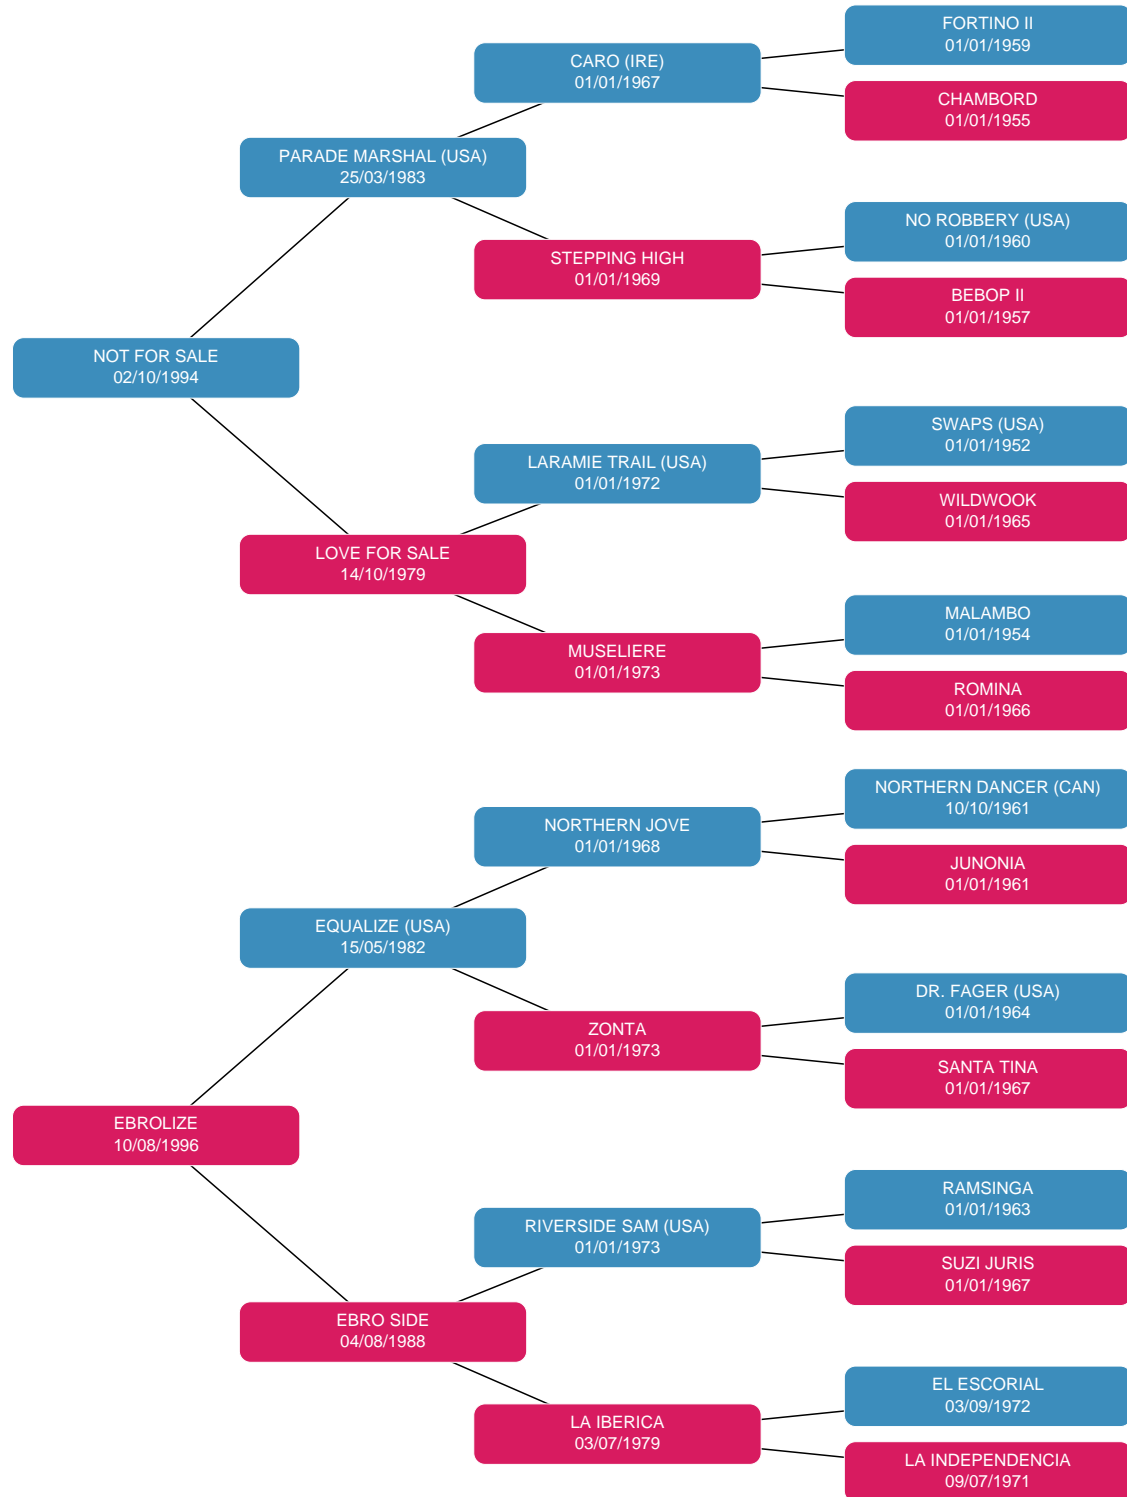 FORTINO II
01/01/1959
CARO (IRE)
01/01/1967
CHAMBORD
01/01/1955
PARADE MARSHAL (USA)
25/03/1983
NO ROBBERY (USA)
01/01/1960
STEPPING HIGH
01/01/1969
BEBOP II
01/01/1957
NOT FOR SALE
02/10/1994
SWAPS (USA)
01/01/1952
LARAMIE TRAIL (USA)
01/01/1972
WILDWOOK
01/01/1965
LOVE FOR SALE
14/10/1979
MALAMBO
01/01/1954
MUSELIERE
01/01/1973
ROMINA
01/01/1966
NORTHERN DANCER (CAN)
10/10/1961
NORTHERN JOVE
01/01/1968
JUNONIA
01/01/1961
EQUALIZE (USA)
15/05/1982
DR. FAGER (USA)
01/01/1964
ZONTA
01/01/1973
SANTA TINA
01/01/1967
EBROLIZE
10/08/1996
RAMSINGA
01/01/1963
RIVERSIDE SAM (USA)
01/01/1973
SUZI JURIS
01/01/1967
EBRO SIDE
04/08/1988
EL ESCORIAL
03/09/1972
LA IBERICA
03/07/1979
LA INDEPENDENCIA
09/07/1971